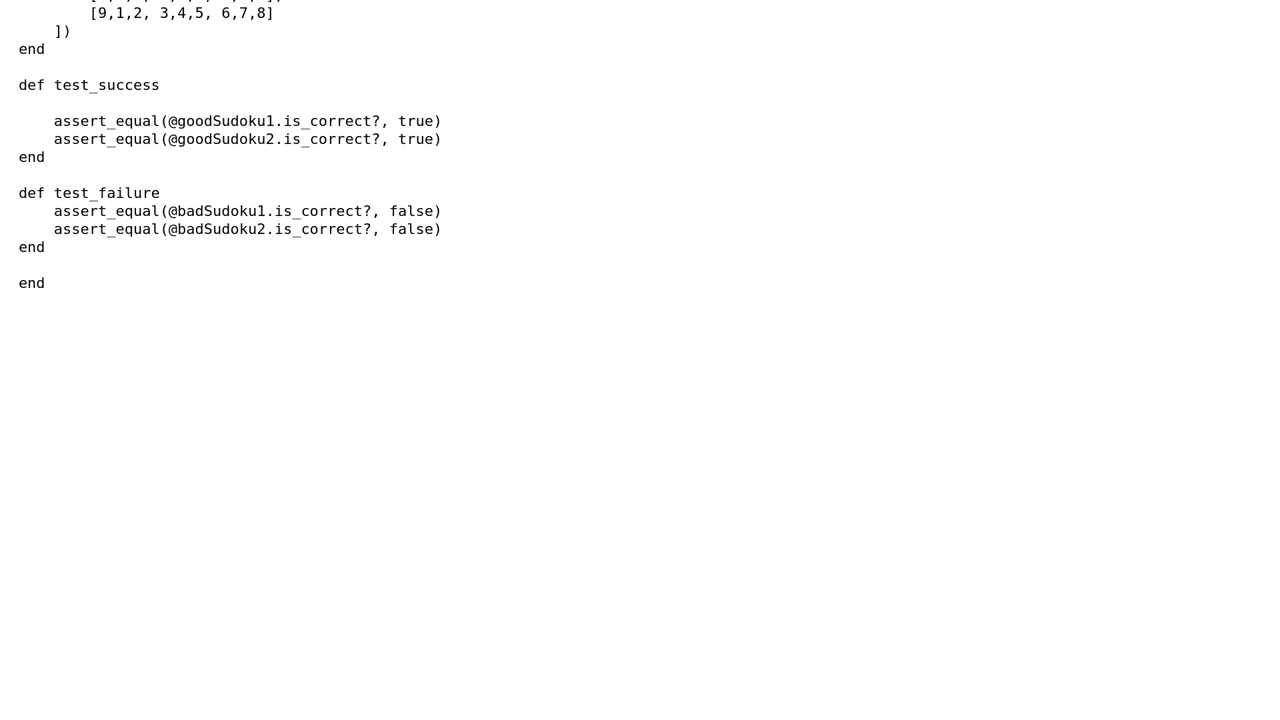 [9,1,2, 3,4,5, 6,7,8]
])
end
def test_success
assert_equal(@goodSudoku1.is_correct?, true)
assert_equal(@goodSudoku2.is_correct?, true)
end
def test_failure
assert_equal(@badSudoku1.is_correct?, false)
assert_equal(@badSudoku2.is_correct?, false)
end
end